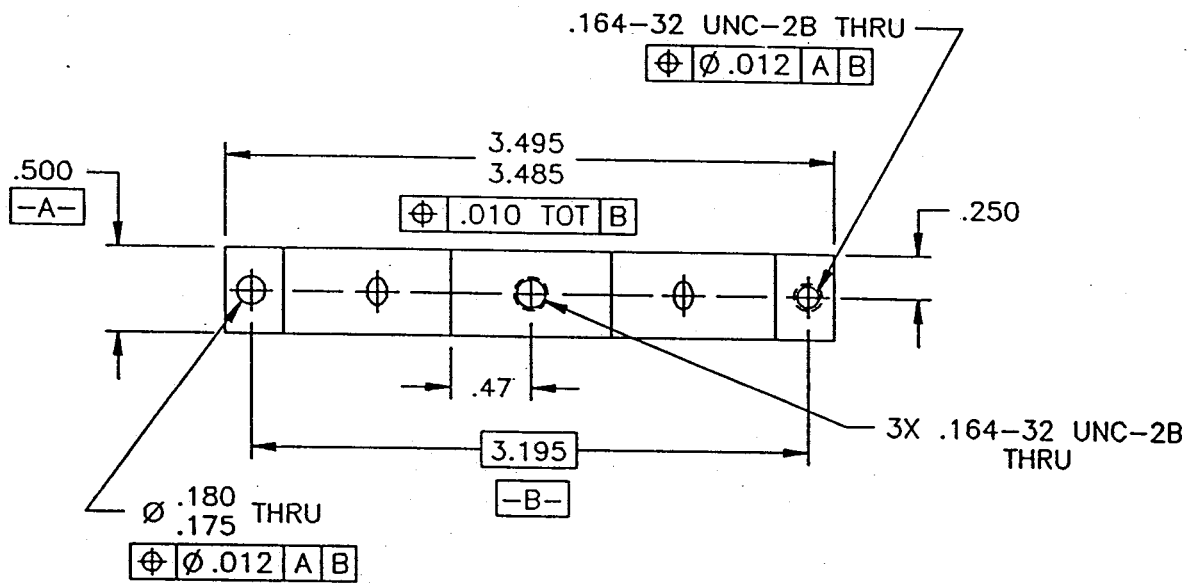 .164-32 UNC-2B THRU
⌖ Ø.012 A B
3.495
3.485
⌖ .010 TOT B
.500
-A-
.250
.47
3.195
-B-
3X .164-32 UNC-2B
THRU
Ø .180 THRU
.175
⌖ Ø.012 A B